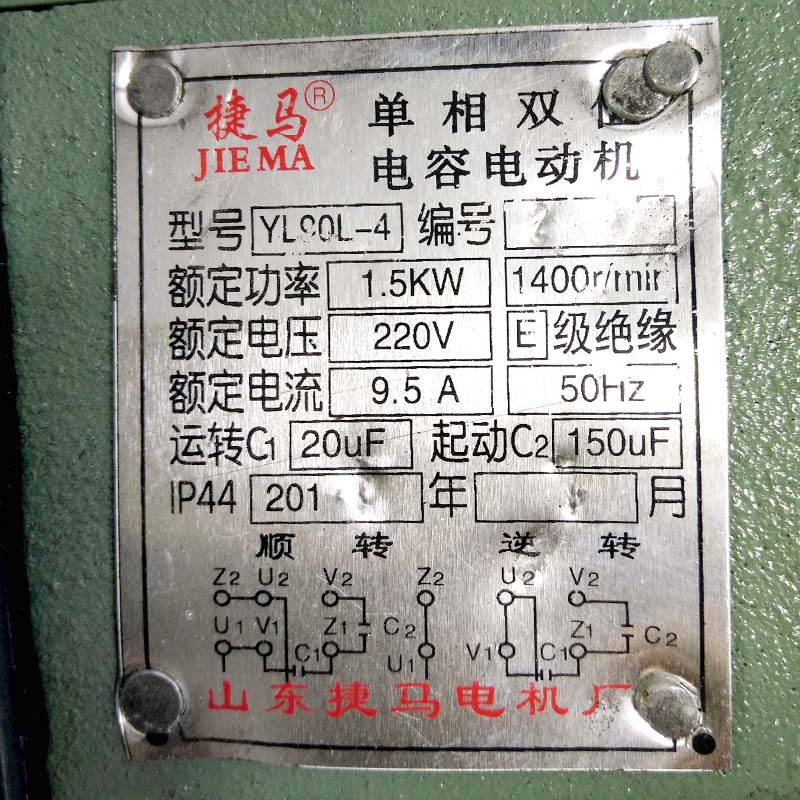 捷马® 单相双值
JIE MA 电容电动机
型号 YL90L-4 编号
额定功率 1.5KW 1400r/min
额定电压 220V E级绝缘
额定电流 9.5 A 50Hz
运转C1 20uF 起动C2 150uF
IP44 201 年 月
顺 转 逆 转
Z2 U2 V2 Z2 U2 V2
U1 V1 Z1 C2 Z1 C2
C1 U1 V1 C1
山东捷马电机厂